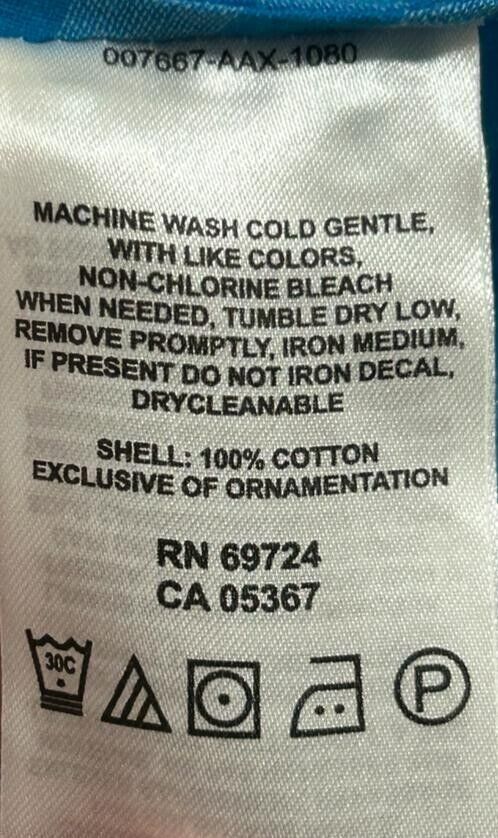 007667-AAX-1080
MACHINE WASH COLD GENTLE,
WITH LIKE COLORS,
NON-CHLORINE BLEACH
WHEN NEEDED, TUMBLE DRY LOW,
REMOVE PROMPTLY, IRON MEDIUM,
IF PRESENT DO NOT IRON DECAL,
DRYCLEANABLE
SHELL: 100% COTTON
EXCLUSIVE OF ORNAMENTATION
RN 69724
CA 05367
30C P